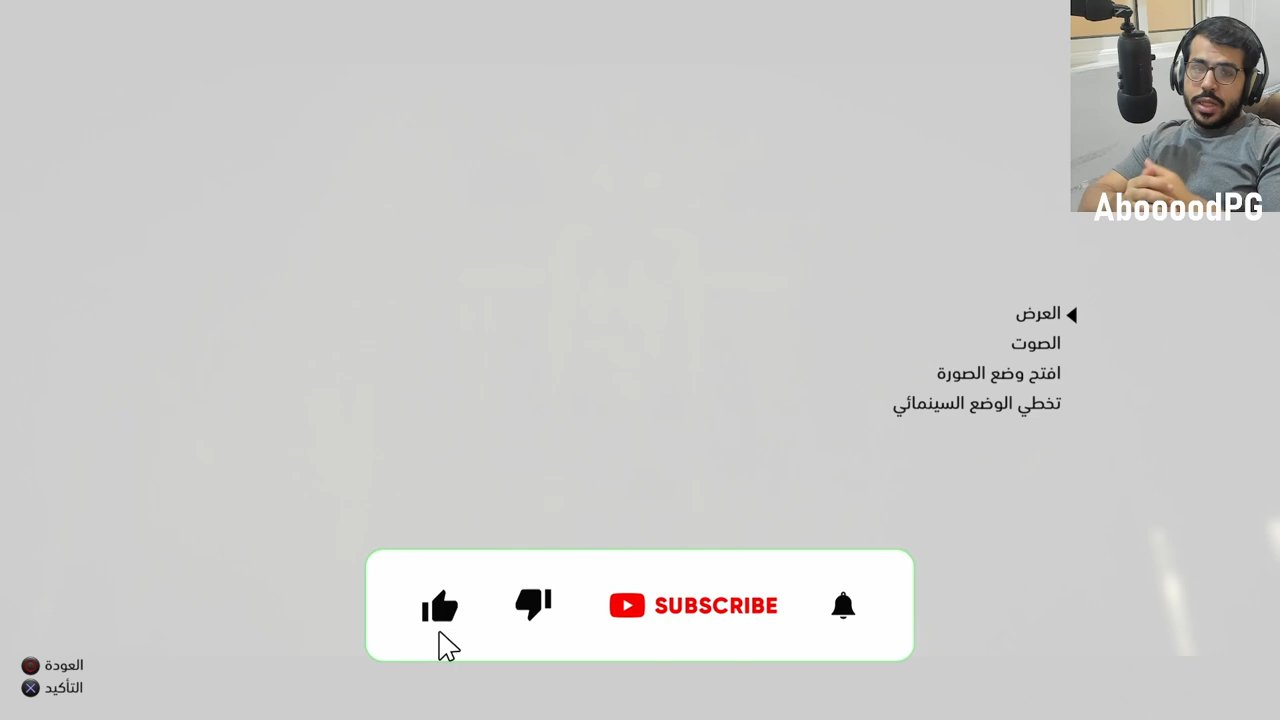 AboooodPG
العرض
الصوت
افتح وضع الصورة
تخطي الوضع السينمائي
SUBSCRIBE
العودة
التأكيد